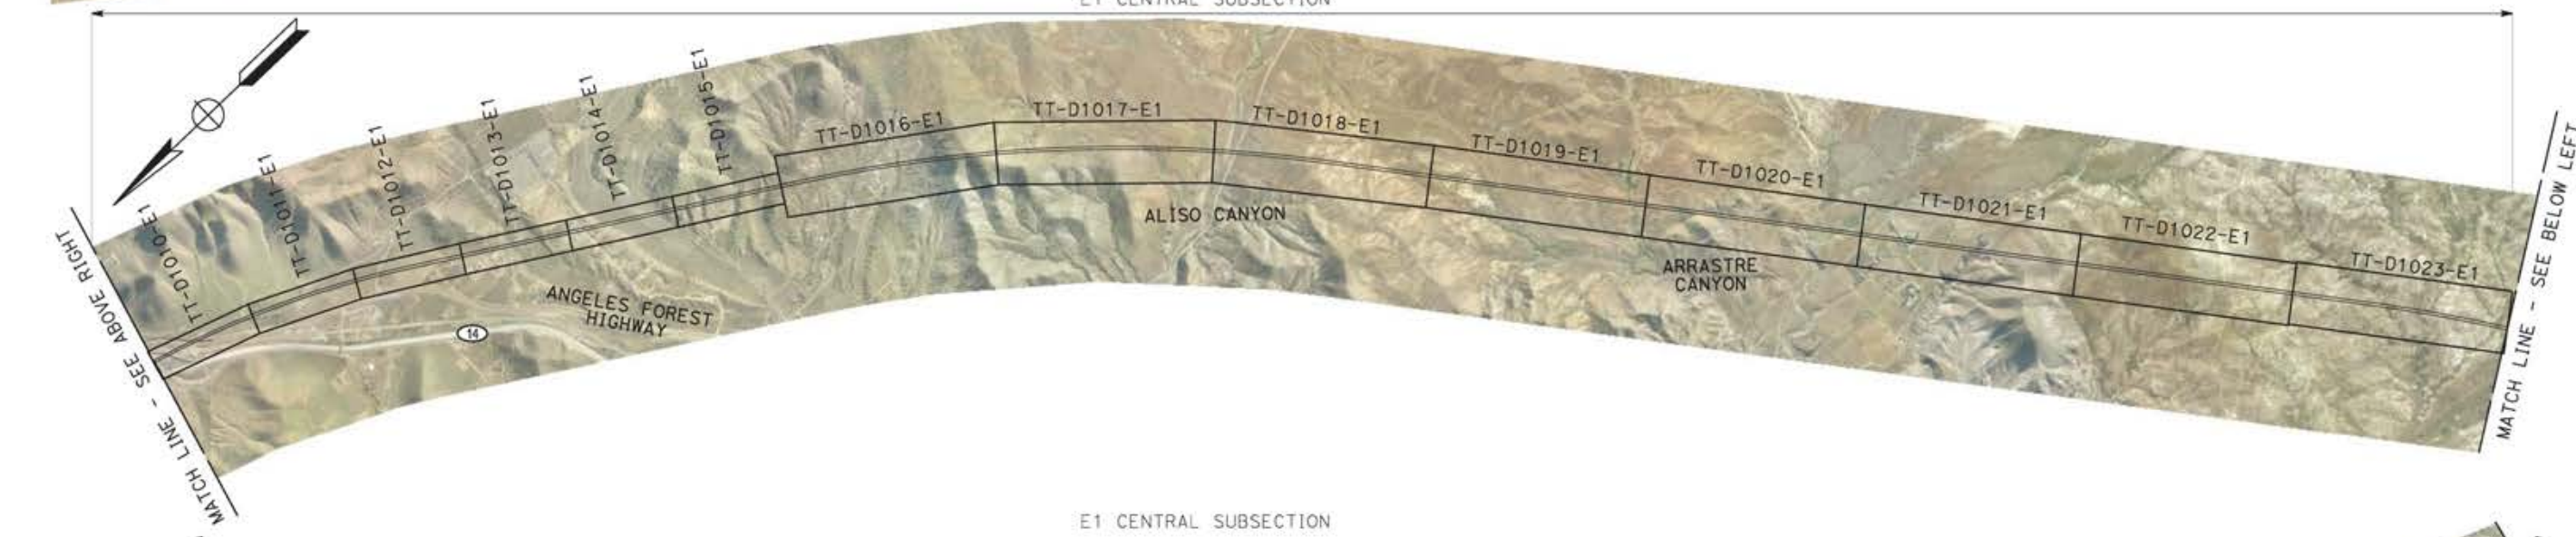 E1 CENTRAL SUBSECTION
TT-D1010-E1
TT-D1011-E1
TT-D1012-E1
TT-D1013-E1
TT-D1014-E1
TT-D1015-E1
TT-D1016-E1
TT-D1017-E1
TT-D1018-E1
TT-D1019-E1
TT-D1020-E1
TT-D1021-E1
TT-D1022-E1
TT-D1023-E1
ALISO CANYON
ARRASTRE
CANYON
ANGELES FOREST
HIGHWAY
14
MATCH LINE - SEE ABOVE RIGHT
MATCH LINE - SEE BELOW LEFT
E1 CENTRAL SUBSECTION